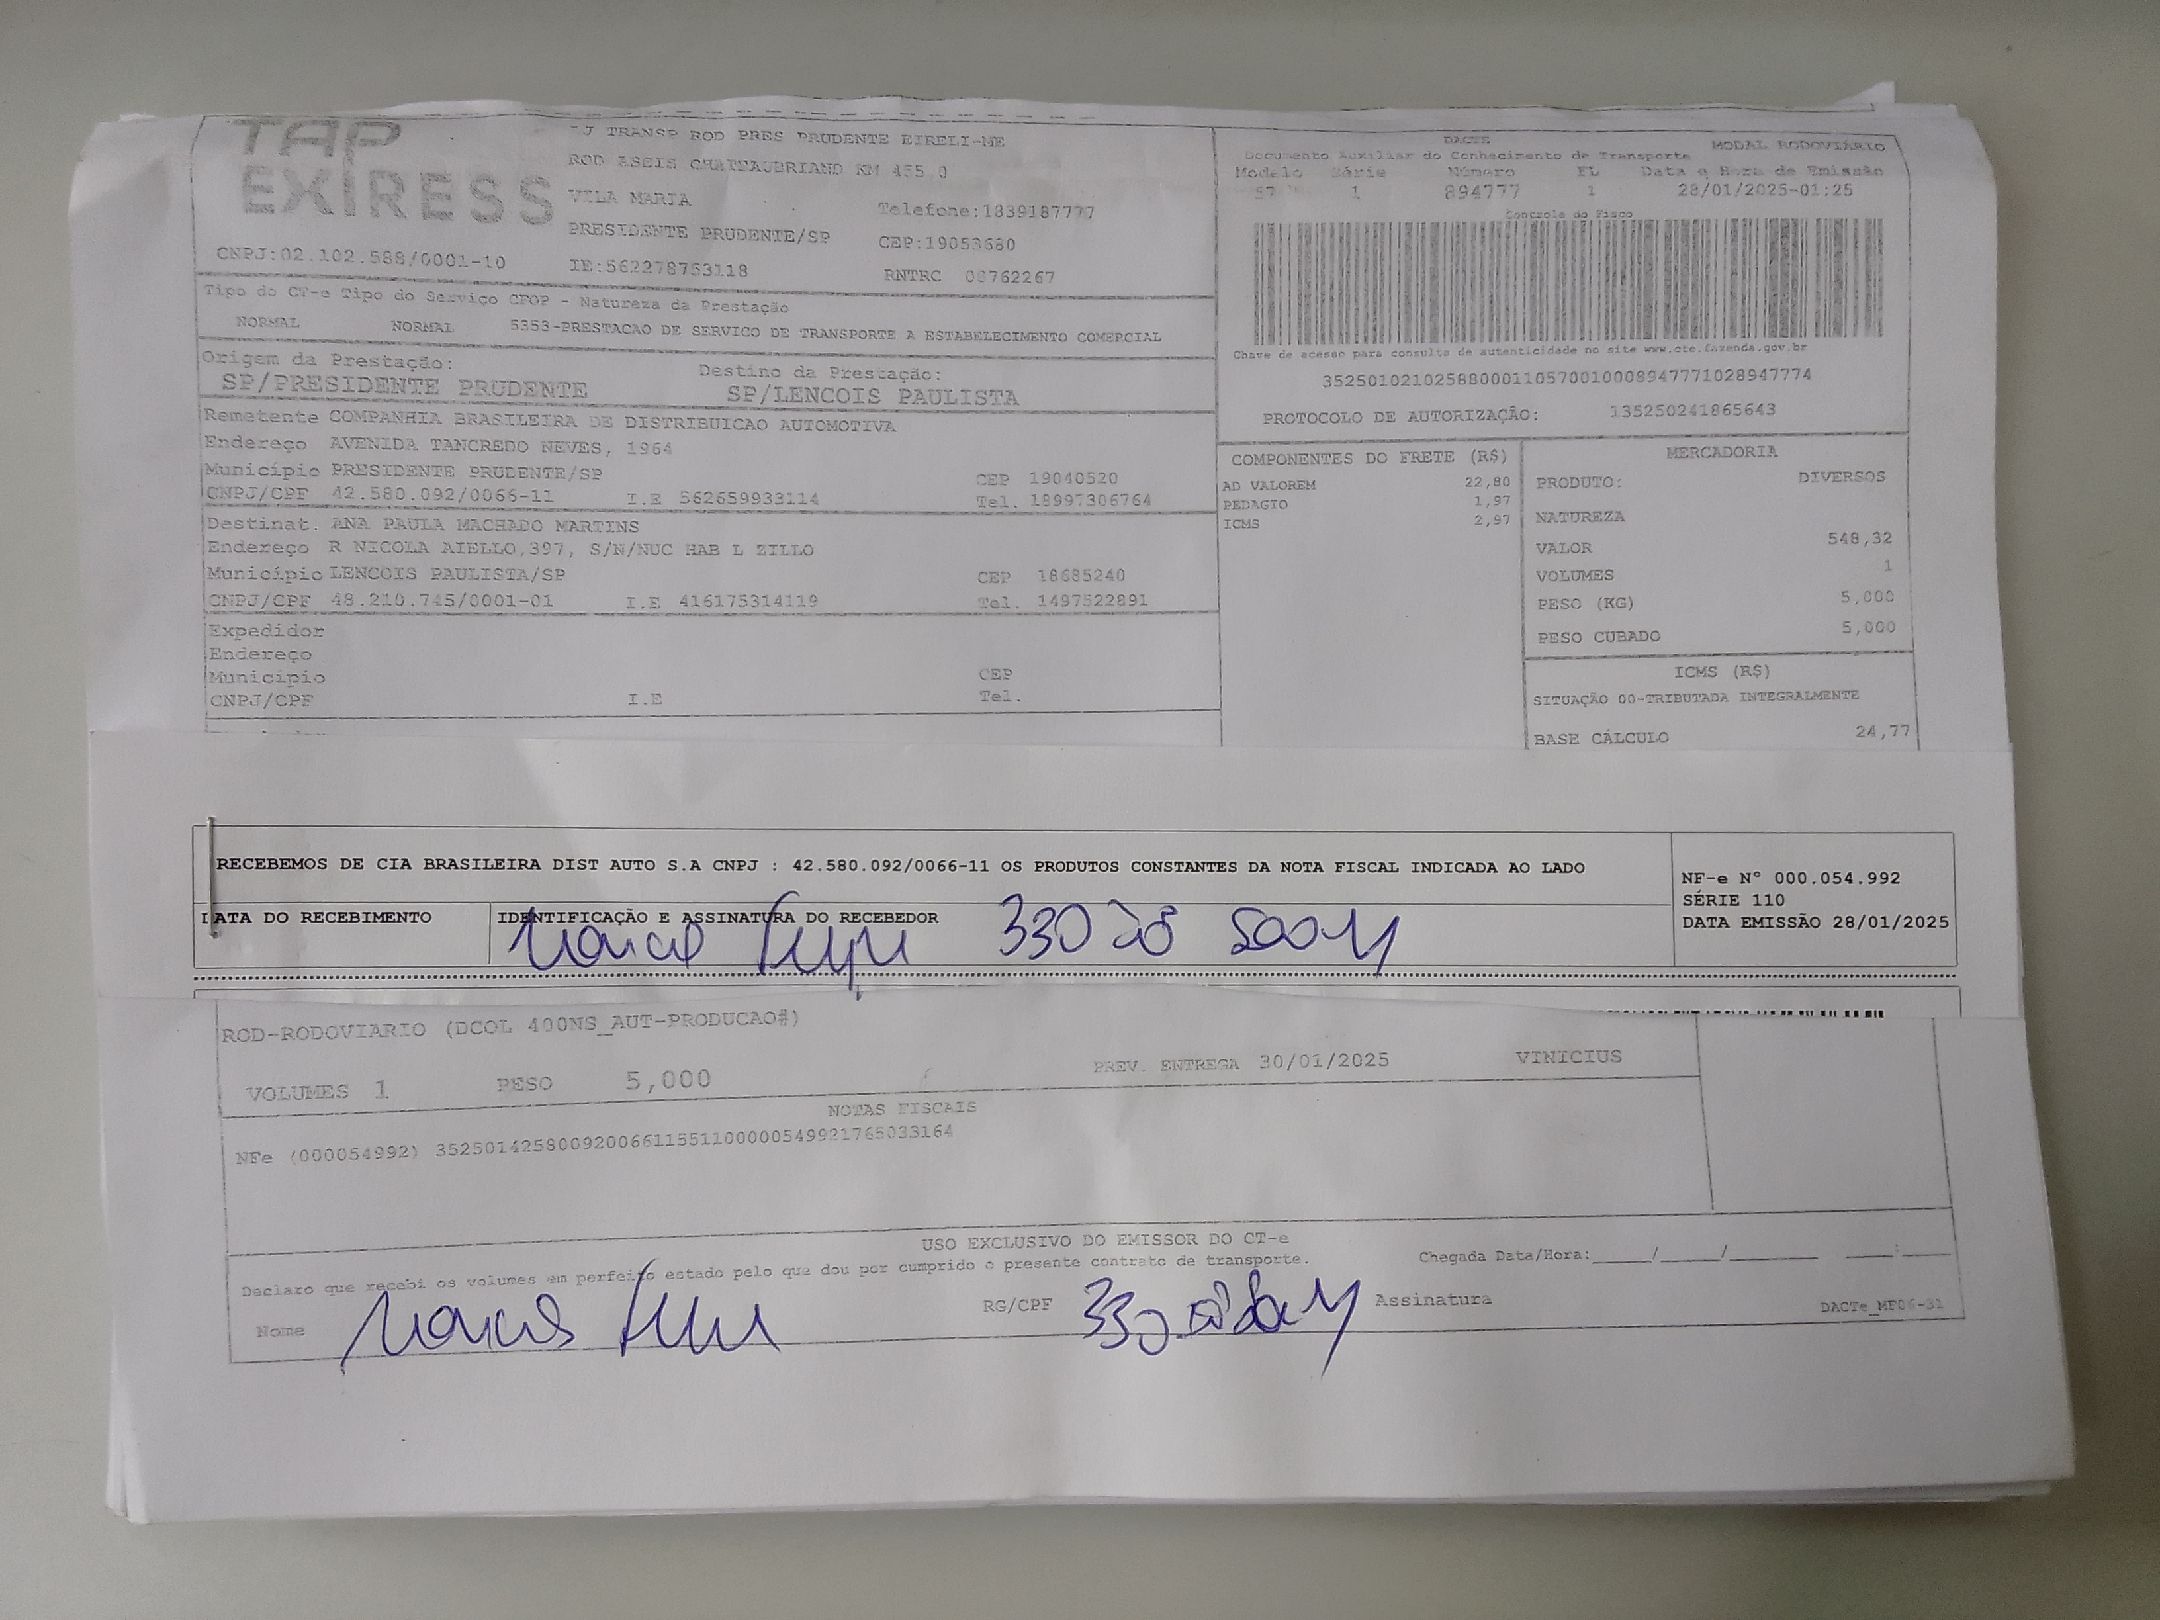 TAP
EXIRESS
TJ TRANSP ROD PRES PRUDENTE EIRELI-ME
ROD ASSIS CHATEAUBRIAND KM 455 0
VILA MARIA
Telefone:1839187777
PRESIDENTE PRUDENTE/SP CEP:19053680
CNPJ:02.102.588/0001-10 IE:562278753118 RNTRC 08762267
DACTE MODAL RODOVIÁRIO
Documento Auxiliar do Conhecimento de Transporte
Modelo Série Número FL Data e Hora de Emissão
57 1 894777 1 28/01/2025-01:25
Controle do Fisco
Chave de acesso para consulta de autenticidade no site www.cte.fazenda.gov.br
35250102102588000110570010008947771028947774
PROTOCOLO DE AUTORIZAÇÃO: 135250241865643
Tipo do CT-e Tipo do Serviço CFOP - Natureza da Prestação
NORMAL NORMAL 5353-PRESTACAO DE SERVICO DE TRANSPORTE A ESTABELECIMENTO COMERCIAL
Origem da Prestação: Destino da Prestação:
SP/PRESIDENTE PRUDENTE SP/LENCOIS PAULISTA
Remetente COMPANHIA BRASILEIRA DE DISTRIBUICAO AUTOMOTIVA
Endereço AVENIDA TANCREDO NEVES, 1964
Município PRESIDENTE PRUDENTE/SP CEP 19040520
CNPJ/CPF 42.580.092/0066-11 I.E 562659933114 Tel. 18997306764
Destinat. ANA PAULA MACHADO MARTINS
Endereço R NICOLA AIELLO,397, S/N/NUC HAB L ZILLO
Município LENCOIS PAULISTA/SP CEP 18685240
CNPJ/CPF 48.210.745/0001-01 I.E 416175314119 Tel. 1497522891
Expedidor
Endereço
Município CEP
CNPJ/CPF I.E Tel.
COMPONENTES DO FRETE (R$)
AD VALOREM 22,80
PEDAGIO 1,97
ICMS 2,97
MERCADORIA
PRODUTO: DIVERSOS
NATUREZA
VALOR 548,32
VOLUMES 1
PESO (KG) 5,000
PESO CUBADO 5,000
ICMS (R$)
SITUAÇÃO 00-TRIBUTADA INTEGRALMENTE
BASE CÁLCULO 24,77
RECEBEMOS DE CIA BRASILEIRA DIST AUTO S.A CNPJ : 42.580.092/0066-11 OS PRODUTOS CONSTANTES DA NOTA FISCAL INDICADA AO LADO
NF-e N° 000.054.992
SÉRIE 110
DATA EMISSÃO 28/01/2025
DATA DO RECEBIMENTO IDENTIFICAÇÃO E ASSINATURA DO RECEBEDOR
ROD-RODOVIARIO (DCOL 400NS_AUT-PRODUCAO#)
VOLUMES 1 PESO 5,000 PREV. ENTREGA 30/01/2025 VINICIUS
NOTAS FISCAIS
NFe (000054992) 35250142580092006611551100000549921765033164
USO EXCLUSIVO DO EMISSOR DO CT-e
Declaro que recebi os volumes em perfeito estado pelo que dou por cumprido o presente contrato de transporte. Chegada Data/Hora:_____/_____/________ ____:____
Nome RG/CPF Assinatura DACTe_MF06-31